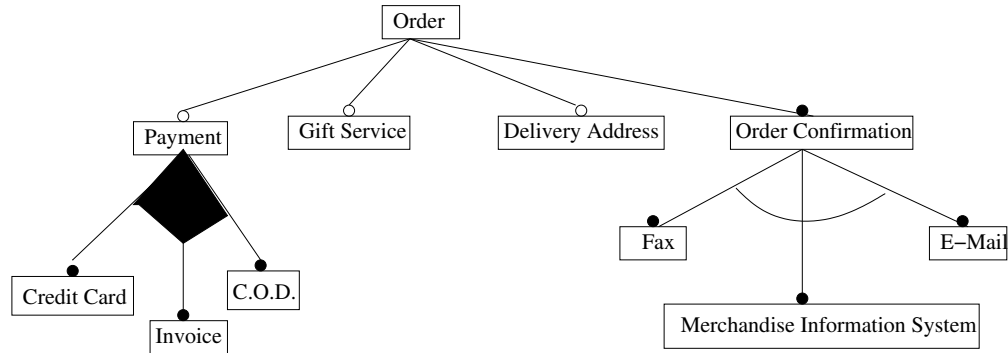 Order
Payment
Gift Service
Delivery Address
Order Confirmation
Fax
E−Mail
Credit Card
C.O.D.
Invoice
Merchandise Information System